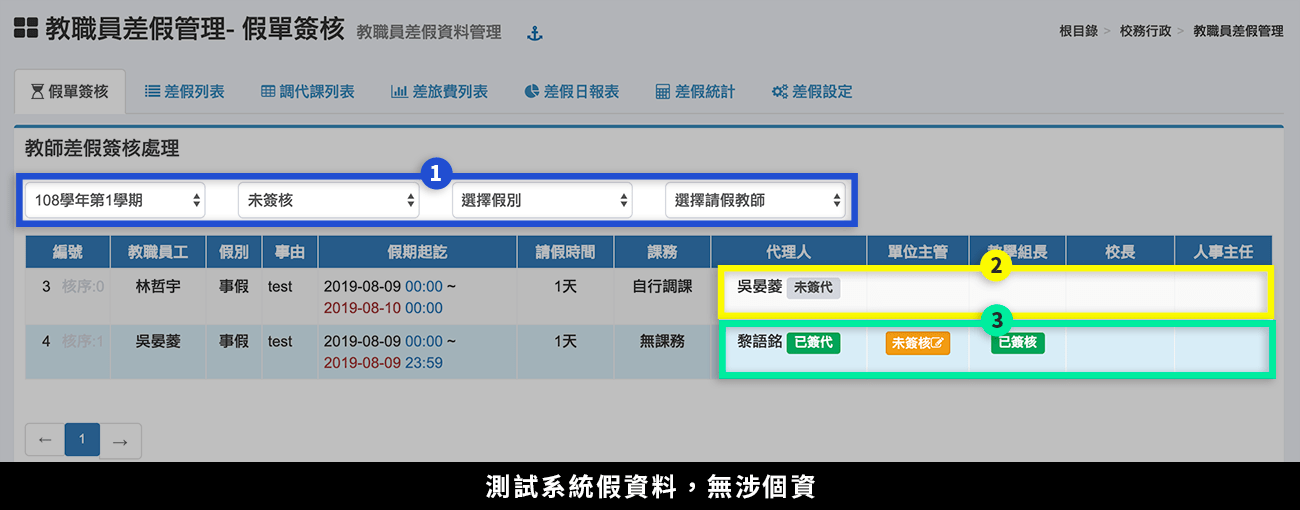 教職員差假管理- 假單簽核 教職員差假資料管理
根目錄 > 校務行政 > 教職員差假管理
假單簽核 差假列表 調代課列表 差旅費列表 差假日報表 差假統計 差假設定
教師差假簽核處理
1
108學年第1學期 未簽核 選擇假別 選擇請假教師
編號 教職員工 假別 事由 假期起訖 請假時間 課務 代理人 單位主管 教學組長 校長 人事主任
2
3 核序:0 林哲宇 事假 test 2019-08-09 00:00 ~ 1天 自行調課 吳晏菱 未簽代
2019-08-10 00:00
3
4 核序:1 吳晏菱 事假 test 2019-08-09 00:00 ~ 1天 無課務 黎語銘 已簽代 未簽核 已簽核
2019-08-09 23:59
← 1 →
測試系統假資料，無涉個資